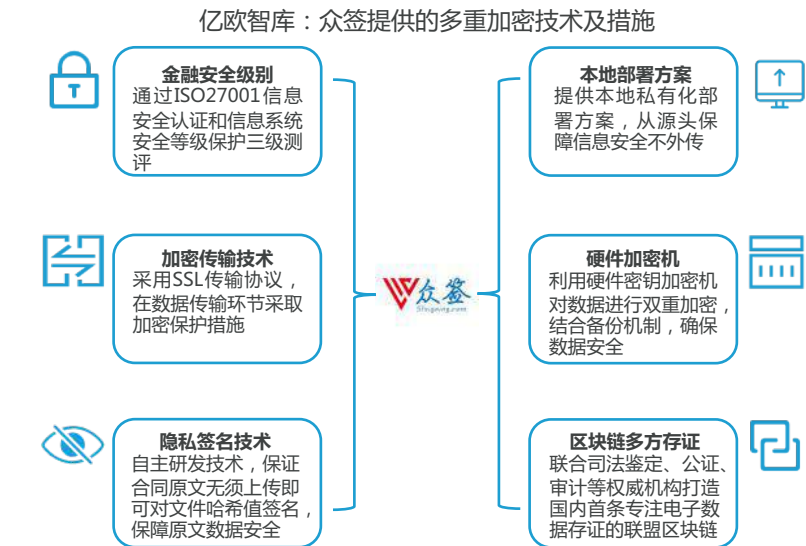 亿欧智库：众签提供的多重加密技术及措施
金融安全级别
通过ISO27001信息
安全认证和信息系统
安全等级保护三级测
评
加密传输技术
采用SSL传输协议，
在数据传输环节采取
加密保护措施
隐私签名技术
自主研发技术，保证
合同原文无须上传即
可对文件哈希值签名，
保障原文数据安全
众签
本地部署方案
提供本地私有化部
署方案，从源头保
障信息安全不外传
硬件加密机
利用硬件密钥加密机
对数据进行双重加密，
结合备份机制，确保
数据安全
区块链多方存证
联合司法鉴定、公证、
审计等权威机构打造
国内首条专注电子数
据存证的联盟区块链